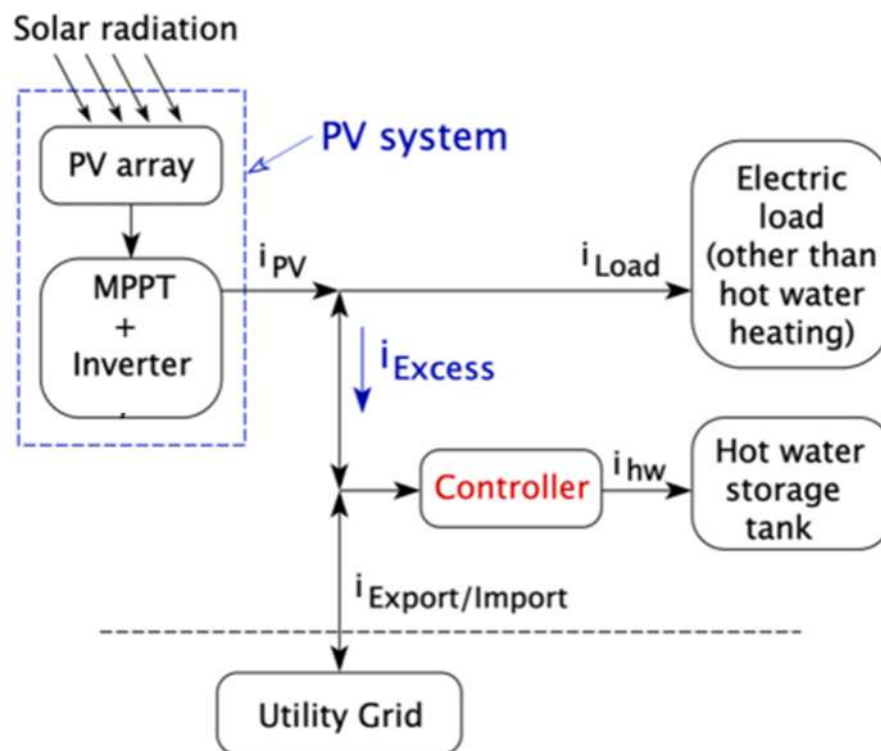 Solar radiation
PV system
PV array
MPPT
+
Inverter
i PV
i Load
Electric
load
(other than
hot water
heating)
i Excess
Controller
i hw
Hot water
storage
tank
i Export/Import
Utility Grid